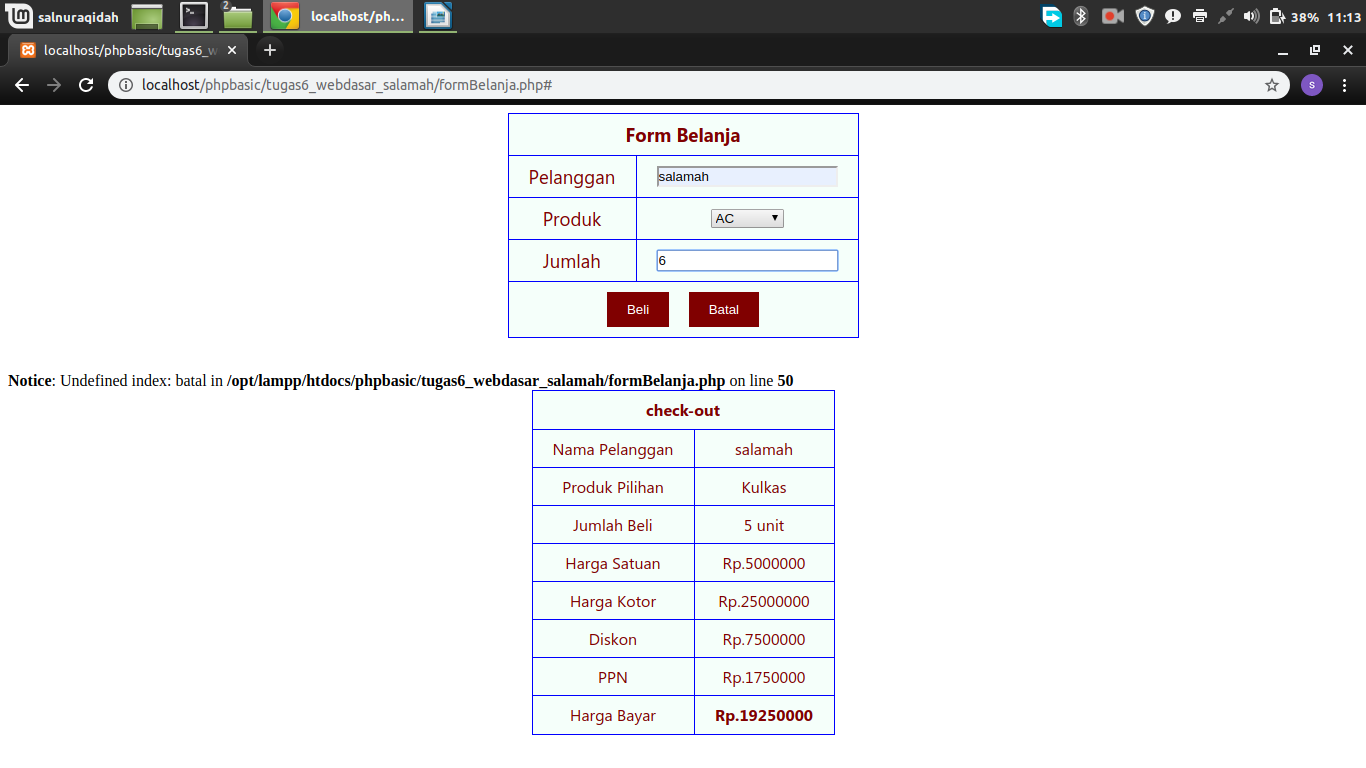 salnuraqidah 2 localhost/ph... 38% 11:13
localhost/phpbasic/tugas6_w
localhost/phpbasic/tugas6_webdasar_salamah/formBelanja.php# s
Form Belanja
Pelanggan salamah
Produk AC
Jumlah 6
Beli Batal
Notice: Undefined index: batal in /opt/lampp/htdocs/phpbasic/tugas6_webdasar_salamah/formBelanja.php on line 50
check-out
Nama Pelanggan salamah
Produk Pilihan Kulkas
Jumlah Beli 5 unit
Harga Satuan Rp.5000000
Harga Kotor Rp.25000000
Diskon Rp.7500000
PPN Rp.1750000
Harga Bayar Rp.19250000